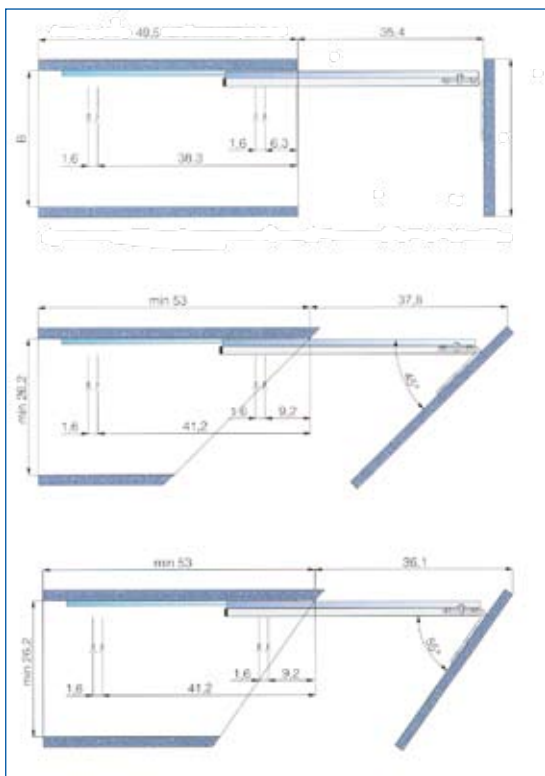 49,5 35,4
B
1,6 6,3
1,6 38,3
min 53 37,8
min 26,2
45°
1,6 9,2
1,6 41,2
min 53 36,1
min 26,2
55°
1,6 9,2
1,6 41,2